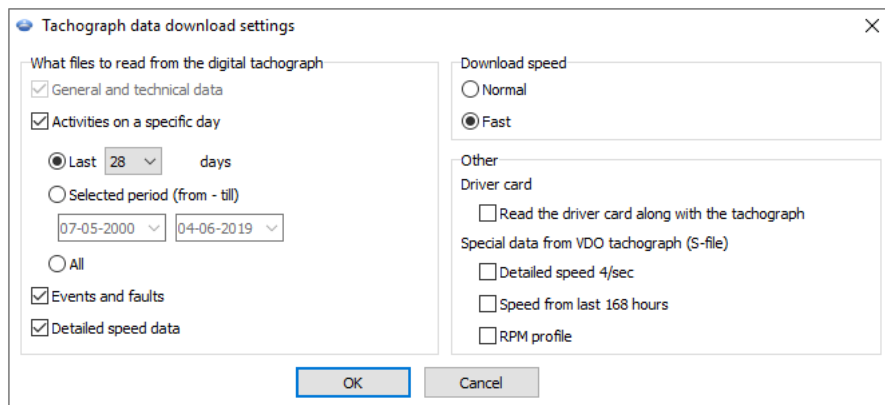 Tachograph data download settings
What files to read from the digital tachograph
General and technical data
Activities on a specific day
Last 28 days
Selected period (from - till)
07-05-2000 04-06-2019
All
Events and faults
Detailed speed data
Download speed
Normal
Fast
Other
Driver card
Read the driver card along with the tachograph
Special data from VDO tachograph (S-file)
Detailed speed 4/sec
Speed from last 168 hours
RPM profile
OK
Cancel